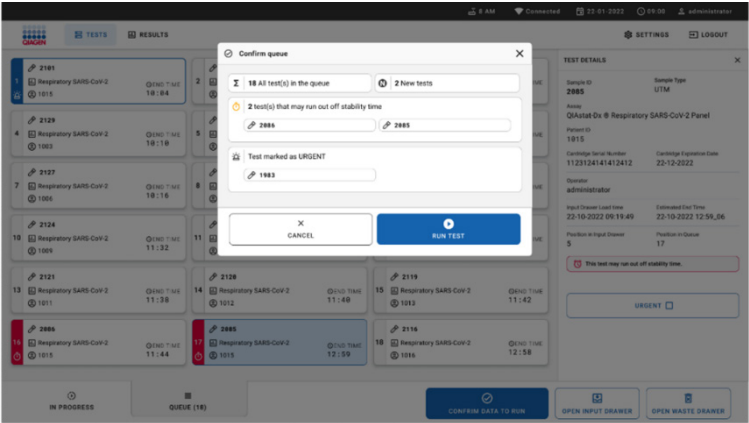 8 AM
Connected
22-01-2022
09:00
administrator
QIAGEN
TESTS
RESULTS
SETTINGS
LOGOUT
Confirm queue
18 All test(s) in the queue
2 New tests
2 test(s) that may run out off stability time
2086
2085
Test marked as URGENT
1983
CANCEL
RUN TEST
1
2101
Respiratory SARS-CoV-2
1015
END TIME
10:04
2
4
2129
Respiratory SARS-CoV-2
1003
END TIME
10:10
5
7
2127
Respiratory SARS-CoV-2
1006
END TIME
10:16
8
10
2124
Respiratory SARS-CoV-2
1009
END TIME
11:32
11
13
2121
Respiratory SARS-CoV-2
1011
END TIME
11:38
14
2120
Respiratory SARS-CoV-2
1012
END TIME
11:40
15
2119
Respiratory SARS-CoV-2
1013
END TIME
11:42
16
2086
Respiratory SARS-CoV-2
1015
END TIME
11:44
17
2085
Respiratory SARS-CoV-2
1015
END TIME
12:59
18
2116
Respiratory SARS-CoV-2
1016
END TIME
12:58
TEST DETAILS
Sample ID
2085
Sample Type
UTM
Assay
QIAstat-Dx ® Respiratory SARS-CoV-2 Panel
Patient ID
1015
Cartridge Serial Number
1123124141412412
Cartridge Expiration Date
22-12-2022
Operator
administrator
Input Drawer Load time
22-10-2022 09:19:49
Estimated End Time
22-10-2022 12:59_06
Position in Input Drawer
5
Position in Queue
17
This test may run out off stability time.
URGENT
IN PROGRESS
QUEUE (18)
CONFRIM DATA TO RUN
OPEN INPUT DRAWER
OPEN WASTE DRAWER